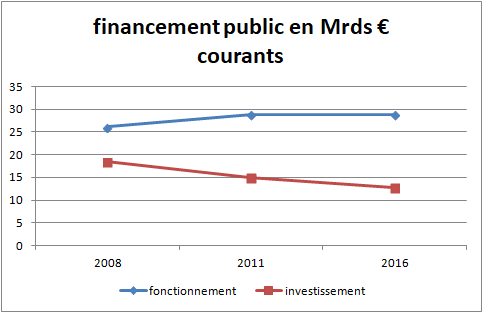 financement public en Mrds €
courants
35
30
25
20
15
10
5
0
2008 2011 2016
fonctionnement investissement